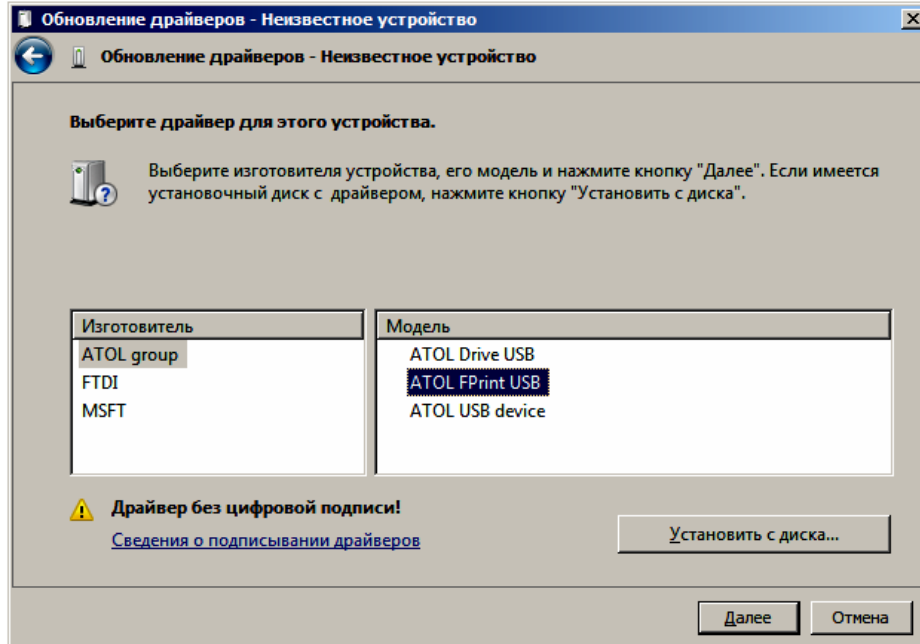 Обновление драйверов - Неизвестное устройство
Обновление драйверов - Неизвестное устройство
Выберите драйвер для этого устройства.
Выберите изготовителя устройства, его модель и нажмите кнопку "Далее". Если имеется
установочный диск с драйвером, нажмите кнопку "Установить с диска".
Изготовитель
ATOL group
FTDI
MSFT
Модель
ATOL Drive USB
ATOL FPrint USB
ATOL USB device
Драйвер без цифровой подписи!
Сведения о подписывании драйверов
Установить с диска...
Далее
Отмена